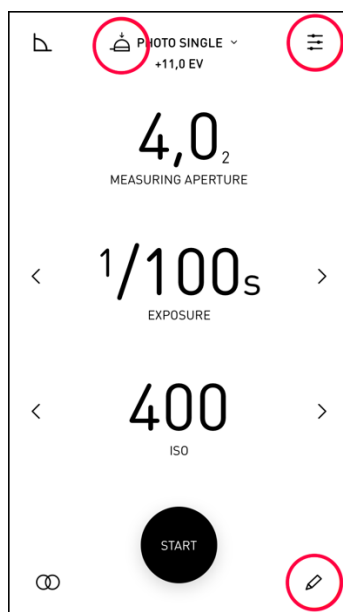 PHOTO SINGLE
+11,0 EV
4,0₂
MEASURING APERTURE
1/100s
EXPOSURE
400
ISO
START